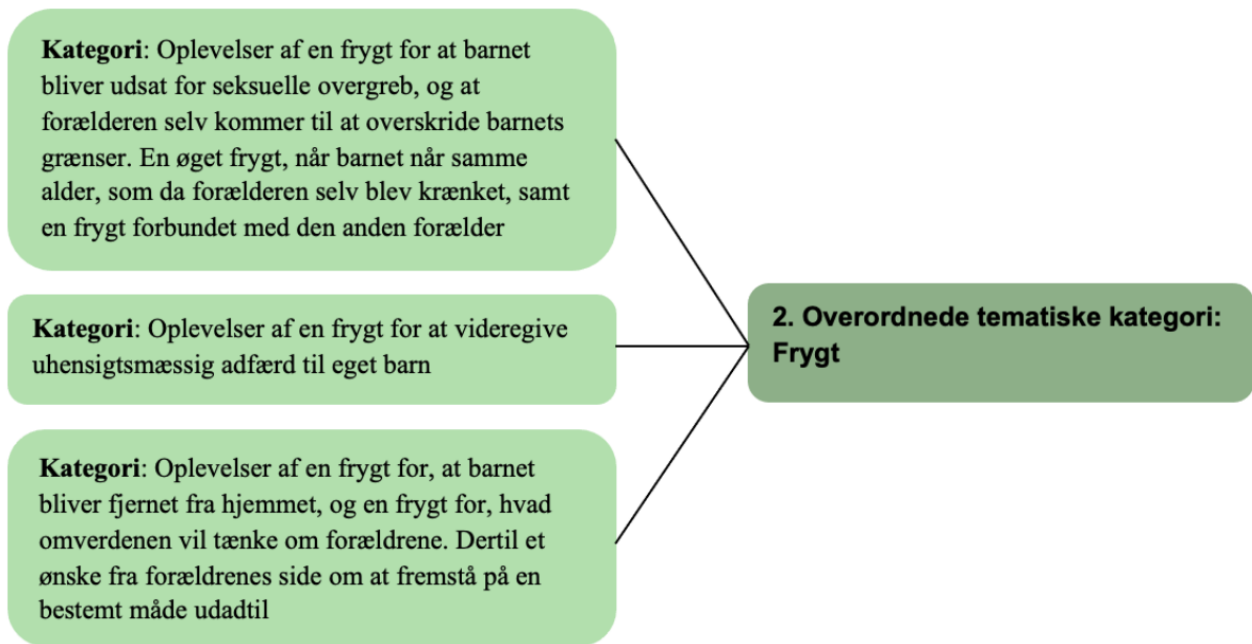 Kategori: Oplevelser af en frygt for at barnet
bliver udsat for seksuelle overgreb, og at
forælderen selv kommer til at overskride barnets
grænser. En øget frygt, når barnet når samme
alder, som da forælderen selv blev krænket, samt
en frygt forbundet med den anden forælder
Kategori: Oplevelser af en frygt for at videregive
uhensigtsmæssig adfærd til eget barn
Kategori: Oplevelser af en frygt for, at barnet
bliver fjernet fra hjemmet, og en frygt for, hvad
omverdenen vil tænke om forældrene. Dertil et
ønske fra forældrenes side om at fremstå på en
bestemt måde udadtil
2. Overordnede tematiske kategori:
Frygt